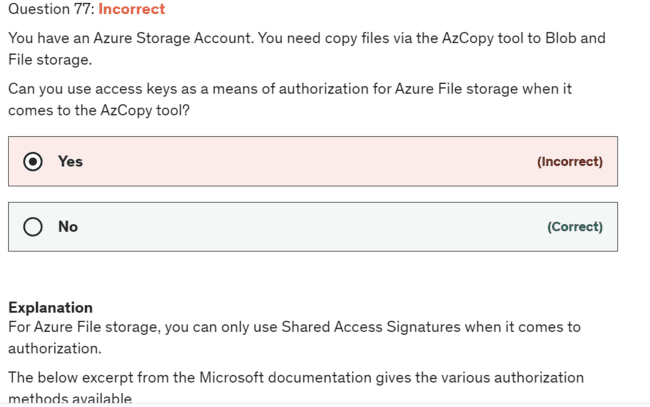 Question 77: Incorrect
You have an Azure Storage Account. You need copy files via the AzCopy tool to Blob and
File storage.
Can you use access keys as a means of authorization for Azure File storage when it
comes to the AzCopy tool?
Yes (Incorrect)
No (Correct)
Explanation
For Azure File storage, you can only use Shared Access Signatures when it comes to
authorization.
The below excerpt from the Microsoft documentation gives the various authorization
methods available